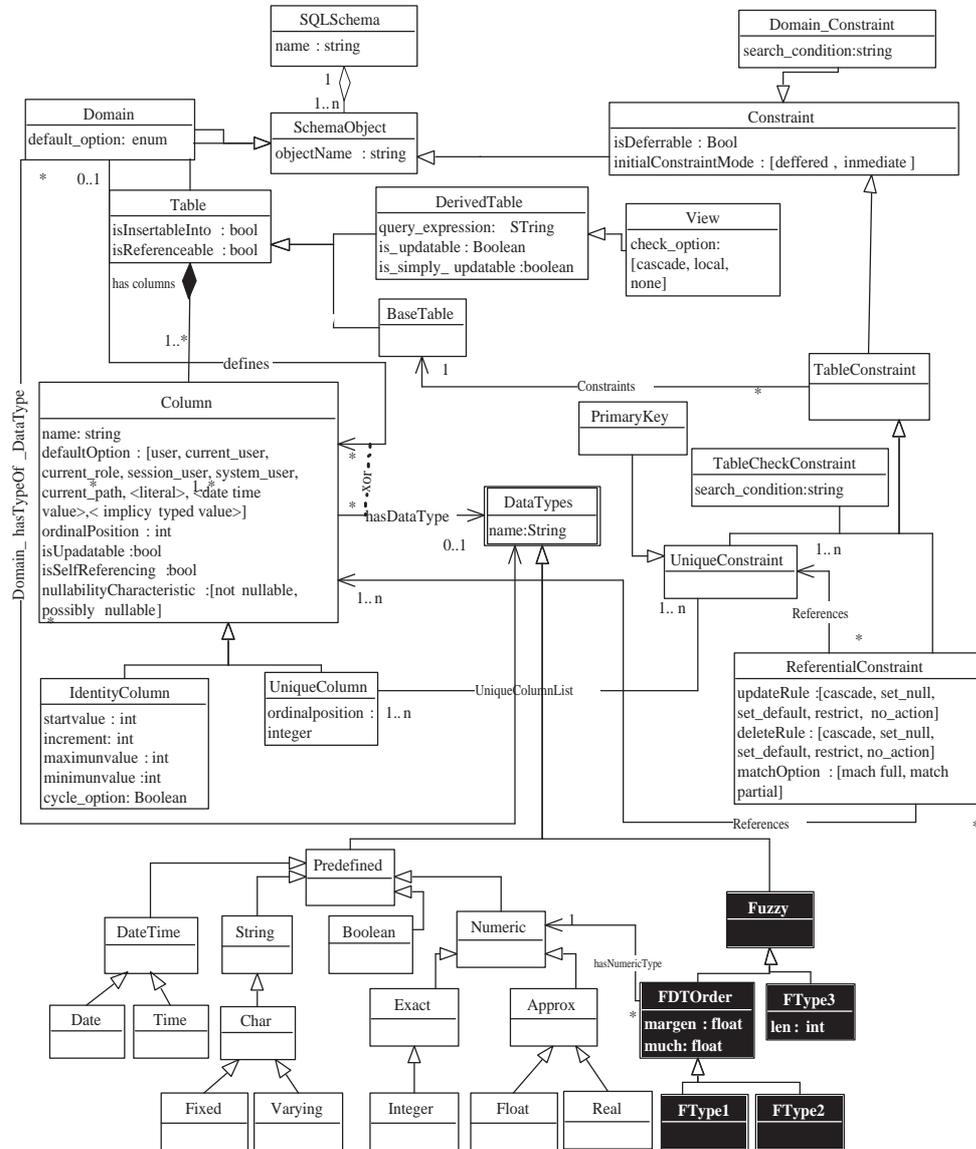 SQLSchema
name : string
1
1.. n
Domain_Constraint
search_condition:string
Domain
default_option: enum
SchemaObject
objectName : string
Constraint
isDeferrable : Bool
initialConstraintMode : [deffered , inmediate ]
*
0..1
Table
isInsertableInto : bool
isReferenceable : bool
DerivedTable
query_expression: STring
is_updatable : Boolean
is_simply_ updatable :boolean
View
check_option:
[cascade, local,
none]
has columns
1..*
BaseTable
1
defines
Constraints
*
TableConstraint
Domain_ hasTypeOf _DataType
Column
name: string
defaultOption : [user, current_user,
current_role, session_user, system_user,
current_path, <literal>, <date time
value>,< implicy typed value>]
ordinalPosition : int
isUpadatable :bool
isSelfReferencing :bool
nullabilityCharacteristic :[not nullable,
possibly nullable]
*
1..*
*
*
xor
*
hasDataType
0..1
DataTypes
name:String
PrimaryKey
TableCheckConstraint
search_condition:string
UniqueConstraint
1.. n
1.. n
1.. n
References
*
IdentityColumn
startvalue : int
increment: int
maximunvalue : int
minimunvalue :int
cycle_option: Boolean
UniqueColumn
ordinalposition :
integer
1.. n
UniqueColumnList
ReferentialConstraint
updateRule :[cascade, set_null,
set_default, restrict, no_action]
deleteRule : [cascade, set_null,
set_default, restrict, no_action]
matchOption : [mach full, match
partial]
References
*
Predefined
DateTime
String
Boolean
Numeric
1
hasNumericType
*
Fuzzy
Date
Time
Char
Exact
Approx
FDTOrder
margen : float
much: float
FType3
len : int
Fixed
Varying
Integer
Float
Real
FType1
FType2